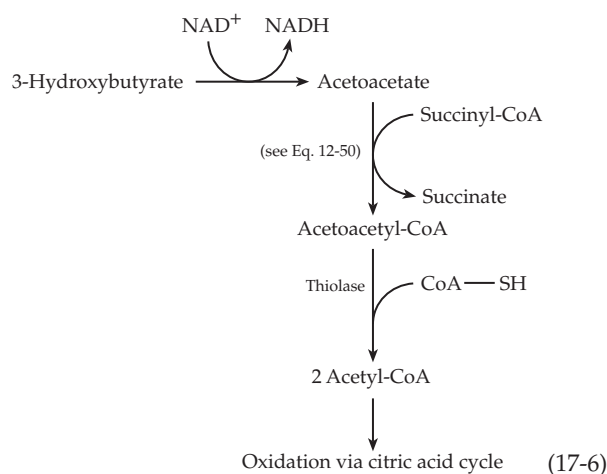 NAD+ NADH
3-Hydroxybutyrate Acetoacetate
Succinyl-CoA
(see Eq. 12-50)
Succinate
Acetoacetyl-CoA
Thiolase CoA — SH
2 Acetyl-CoA
Oxidation via citric acid cycle (17-6)